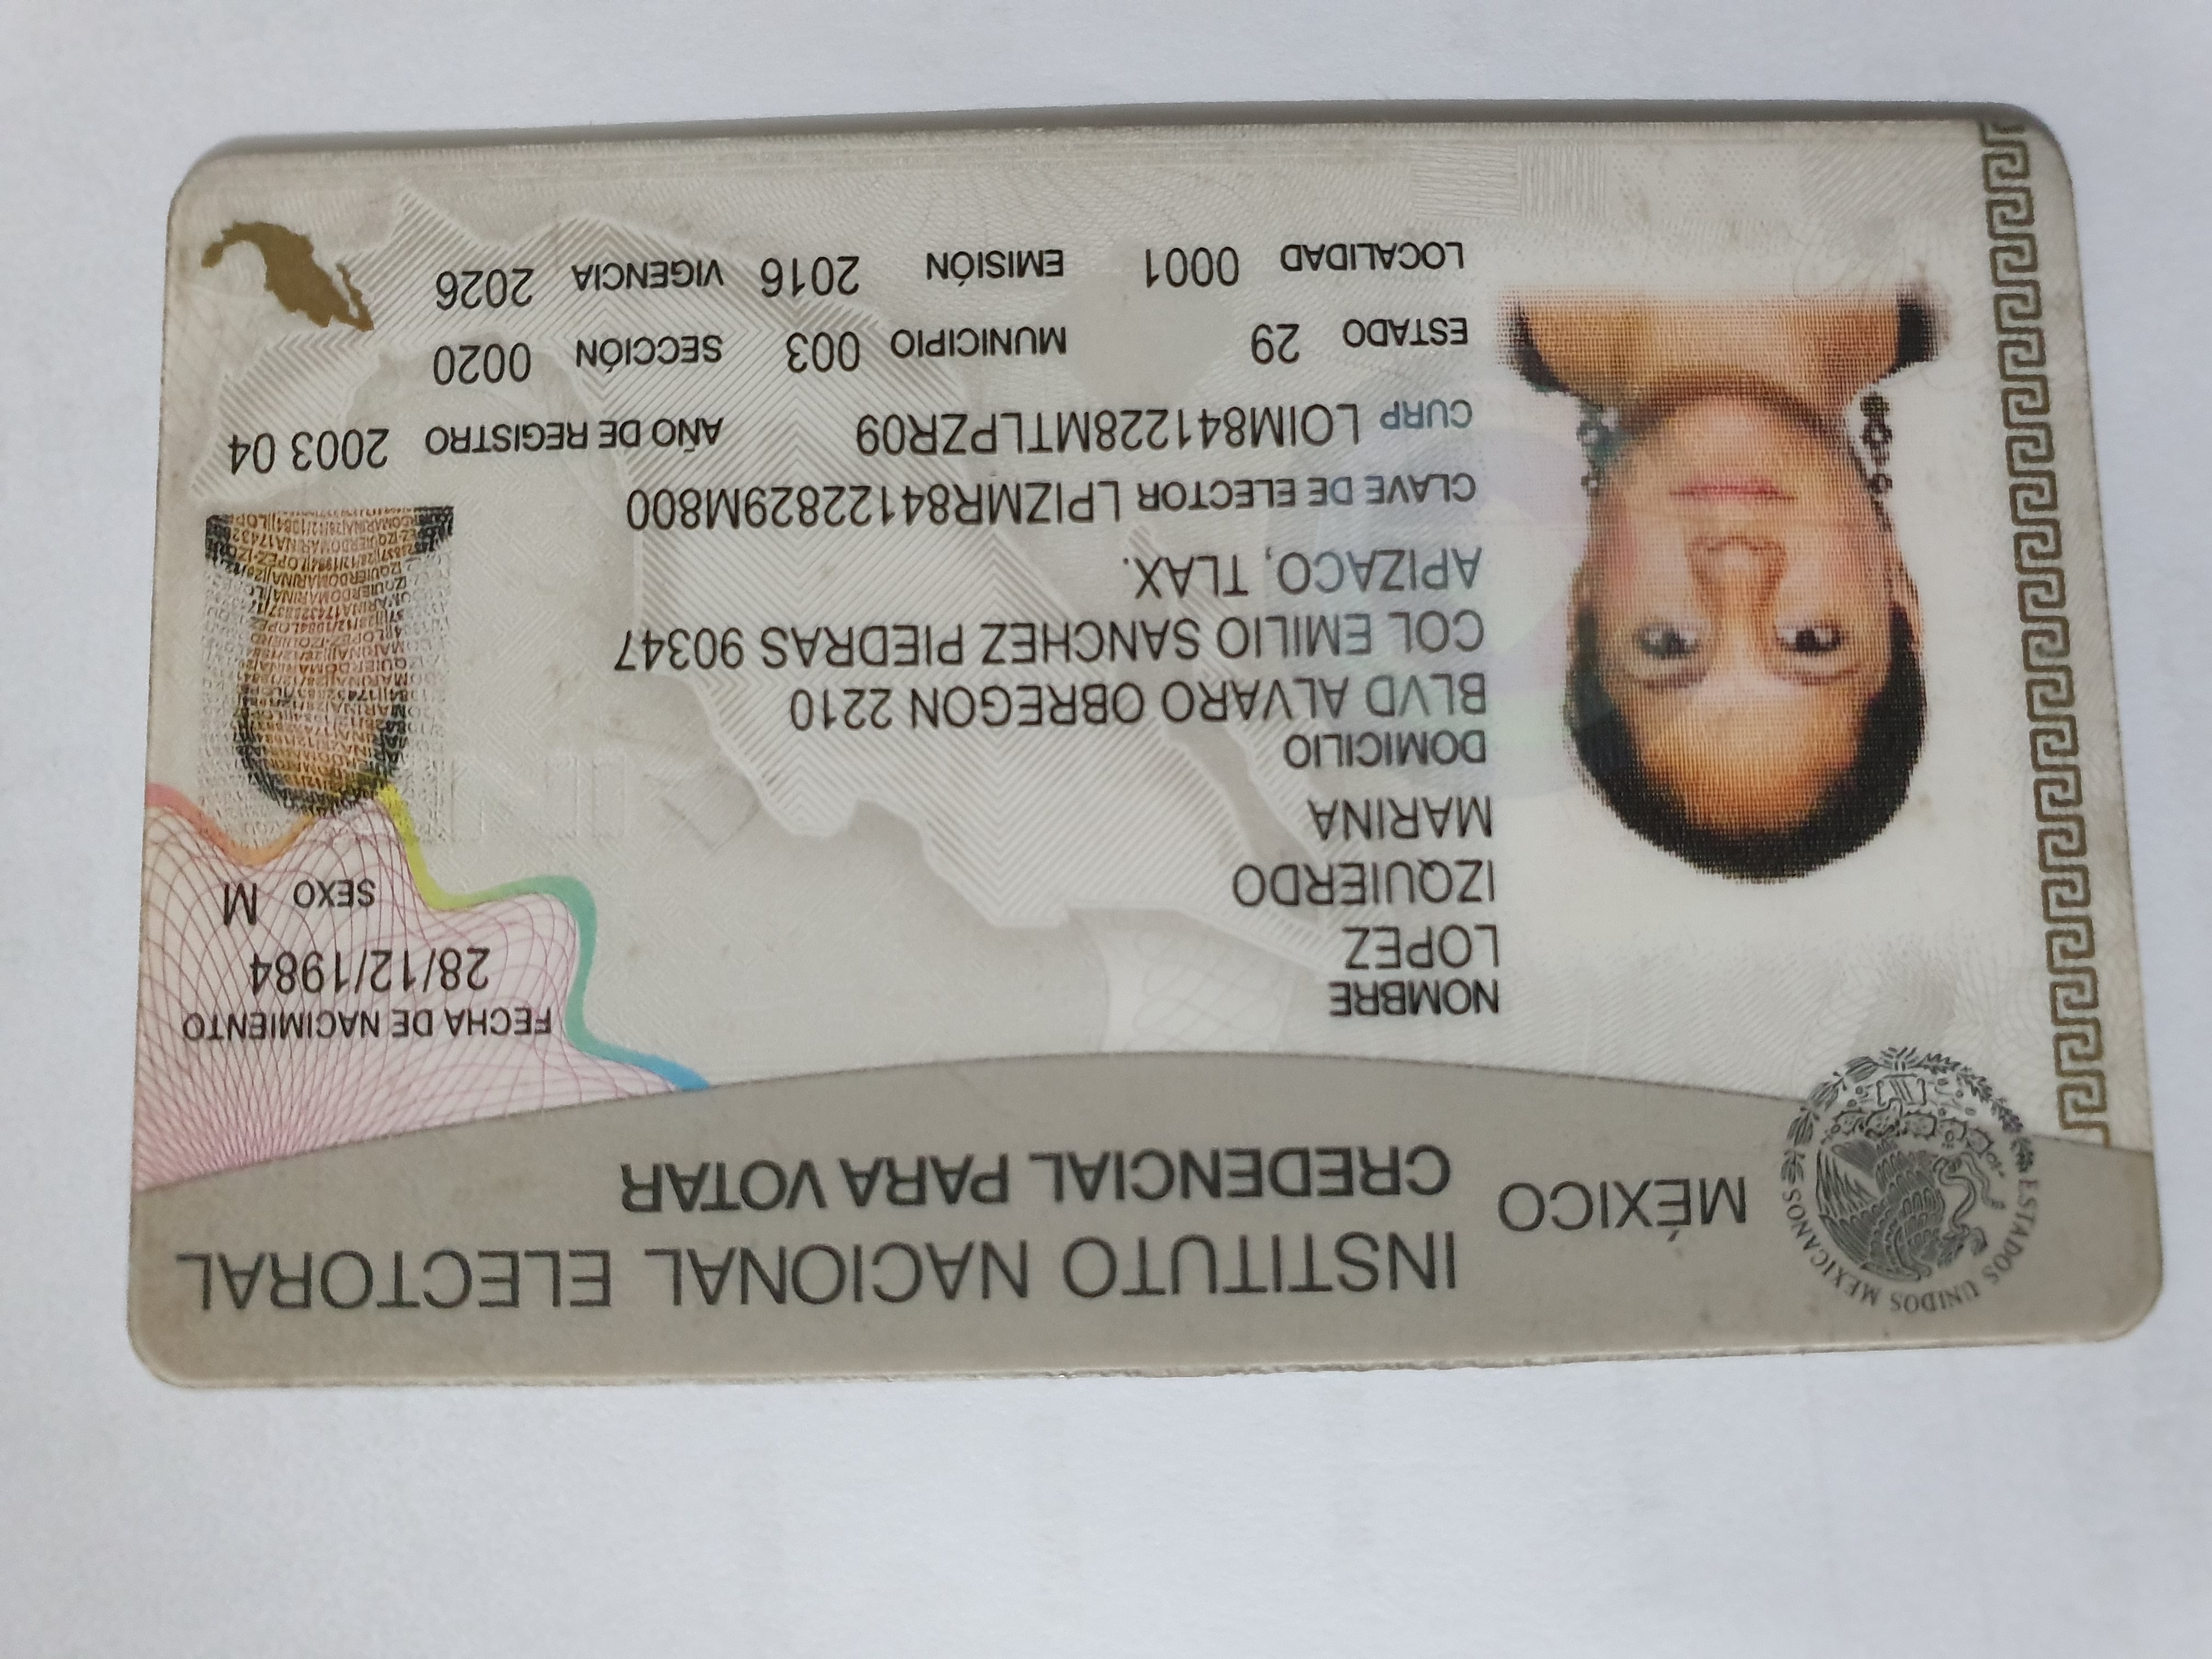 MÉXICO
INSTITUTO NACIONAL ELECTORAL
CREDENCIAL PARA VOTAR
ESTADOS UNIDOS MEXICANOS
NOMBRE
LOPEZ
IZQUIERDO
MARINA
FECHA DE NACIMIENTO
28/12/1984
SEXO M
DOMICILIO
BLVD ALVARO OBREGON 2210
COL EMILIO SANCHEZ PIEDRAS 90347
APIZACO, TLAX.
CLAVE DE ELECTOR LPIZMR84122829M800
CURP LOIM841228MTLPZR09 AÑO DE REGISTRO 2003 04
ESTADO 29 MUNICIPIO 003 SECCIÓN 0020
LOCALIDAD 0001 EMISIÓN 2016 VIGENCIA 2026